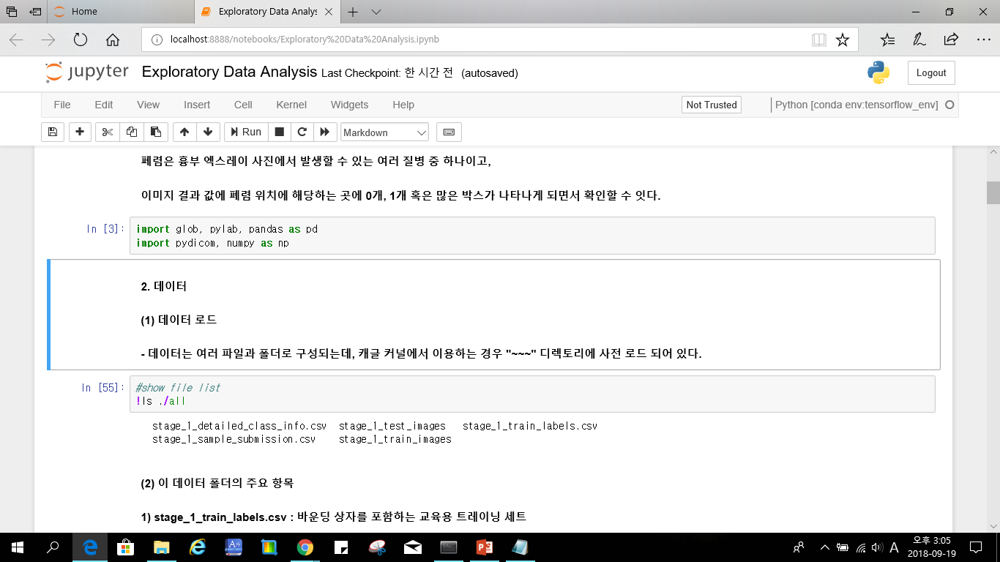 Home
Exploratory Data Analys
localhost:8888/notebooks/Exploratory%20Data%20Analysis.ipynb
jupyter Exploratory Data Analysis Last Checkpoint: 한 시간 전 (autosaved)
Logout
File Edit View Insert Cell Kernel Widgets Help
Not Trusted
Python [conda env:tensorflow_env]
Run
Markdown
페렴은 흉부 엑스레이 사진에서 발생할 수 있는 여러 질병 중 하나이고,
이미지 결과 값에 폐렴 위치에 해당하는 곳에 0개, 1개 혹은 많은 박스가 나타나게 되면서 확인할 수 잇다.
In [3]:
import glob, pylab, pandas as pd
import pydicom, numpy as np
2. 데이터
(1) 데이터 로드
- 데이터는 여러 파일과 폴더로 구성되는데, 캐글 커널에서 이용하는 경우 "~~~" 디렉토리에 사전 로드 되어 있다.
In [55]:
#show file list
!ls ./all
stage_1_detailed_class_info.csv stage_1_test_images stage_1_train_labels.csv
stage_1_sample_submission.csv stage_1_train_images
(2) 이 데이터 폴더의 주요 항목
1) stage_1_train_labels.csv : 바운딩 상자를 포함하는 교육용 트레이닝 세트
A
오후 3:05
2018-09-19